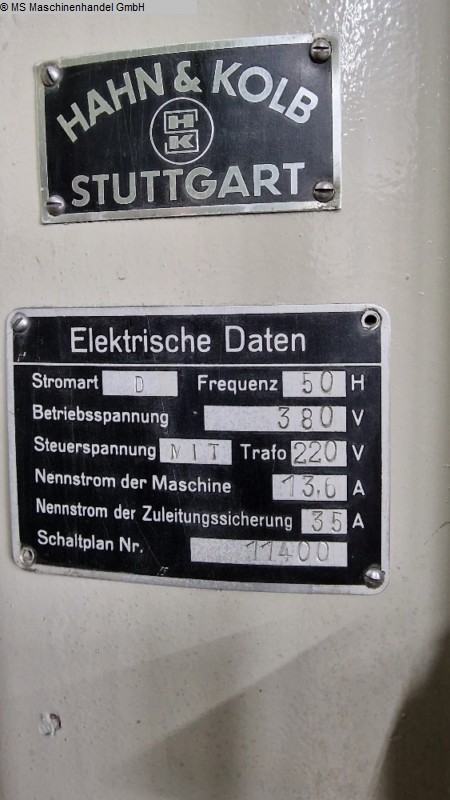 © MS Maschinenhandel GmbH
HAHN & KOLB
HK
STUTTGART
Elektrische Daten
Stromart D Frequenz 50 H
Betriebsspannung 380 V
Steuerspannung MIT Trafo 220 V
Nennstrom der Maschine 13,6 A
Nennstrom der Zuleitungssicherung 35 A
Schaltplan Nr. 11400